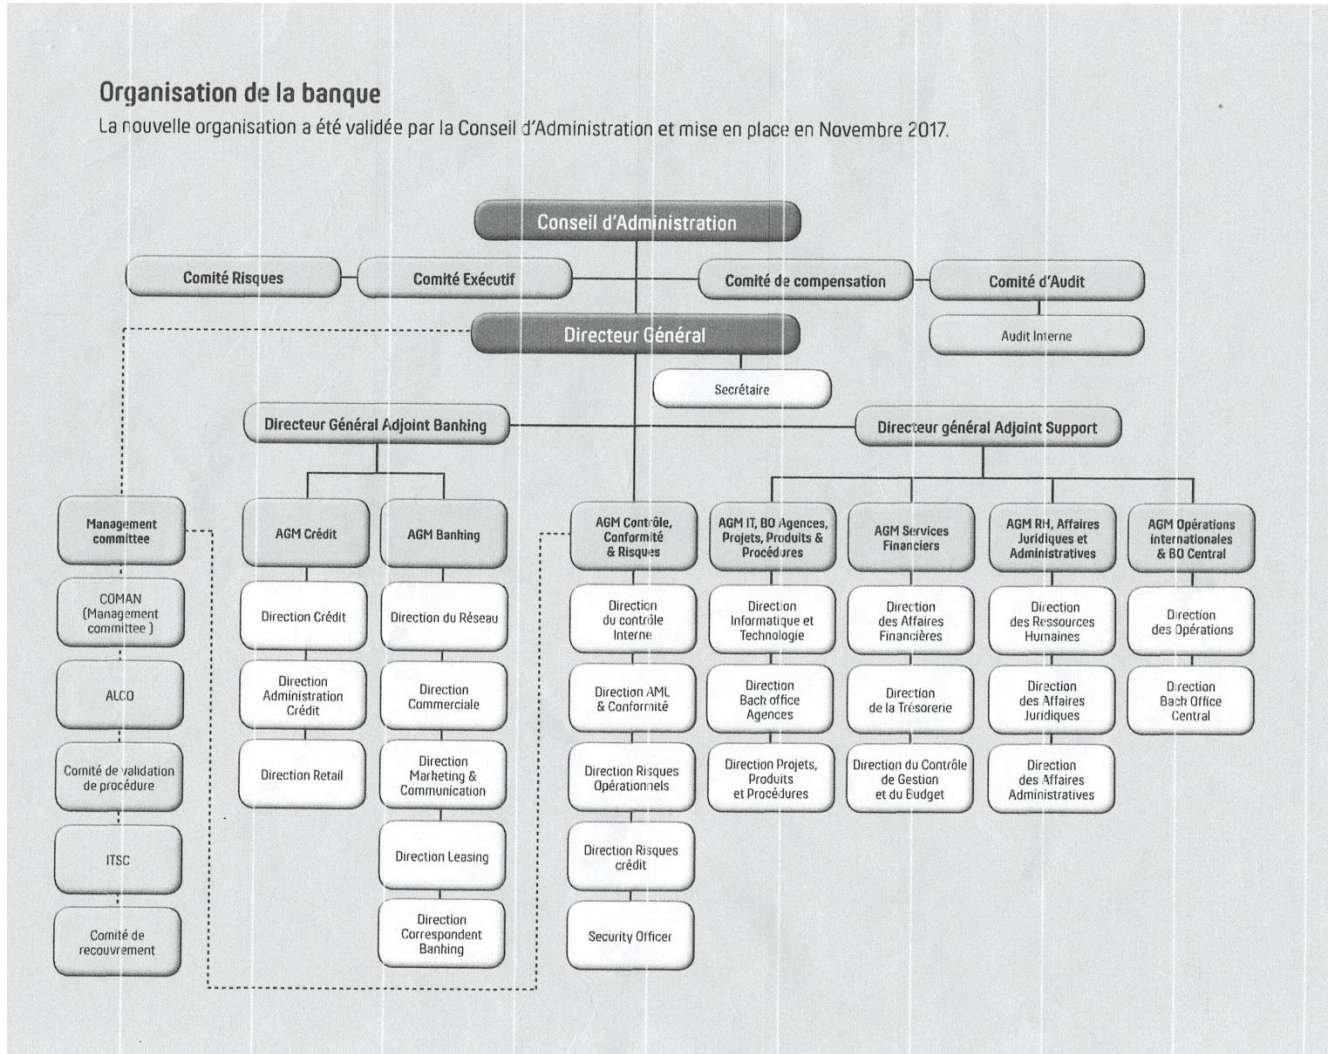 Organisation de la banque
La nouvelle organisation a été validée par la Conseil d'Administration et mise en place en Novembre 2017.
Conseil d'Administration
Comité Risques
Comité Exécutif
Comité de compensation
Comité d'Audit
Directeur Général
Audit Interne
Secrétaire
Directeur Général Adjoint Banking
Directeur général Adjoint Support
Management
committee
AGM Crédit
AGM Banking
AGM Contrôle,
Conformité
& Risques
AGM IT, BO Agences,
Projets, Produits &
Procédures
AGM Services
Financiers
AGM RH, Affaires
Juridiques et
Administratives
AGM Opérations
internationales
& BO Central
COMAN
(Management
committee )
Direction Crédit
Direction du Réseau
Direction
du contrôle
Interne
Direction
Informatique et
Technologie
Direction
des Affaires
Financières
Direction
des Ressources
Humaines
Direction
des Opérations
ALCO
Direction
Administration
Crédit
Direction
Commerciale
Direction AML
& Conformité
Direction
Back office
Agences
Direction
de la Trésorerie
Direction
des Affaires
Juridiques
Direction
Back Office
Central
Comité de validation
de procédure
Direction Retail
Direction
Marketing &
Communication
Direction Risques
Opérationnels
Direction Projets,
Produits
et Procédures
Direction du Contrôle
de Gestion
et du Budget
Direction
des Affaires
Administratives
ITSC
Direction Leasing
Direction Risques
crédit
Comité de
recouvrement
Direction
Correspondent
Banking
Security Officer